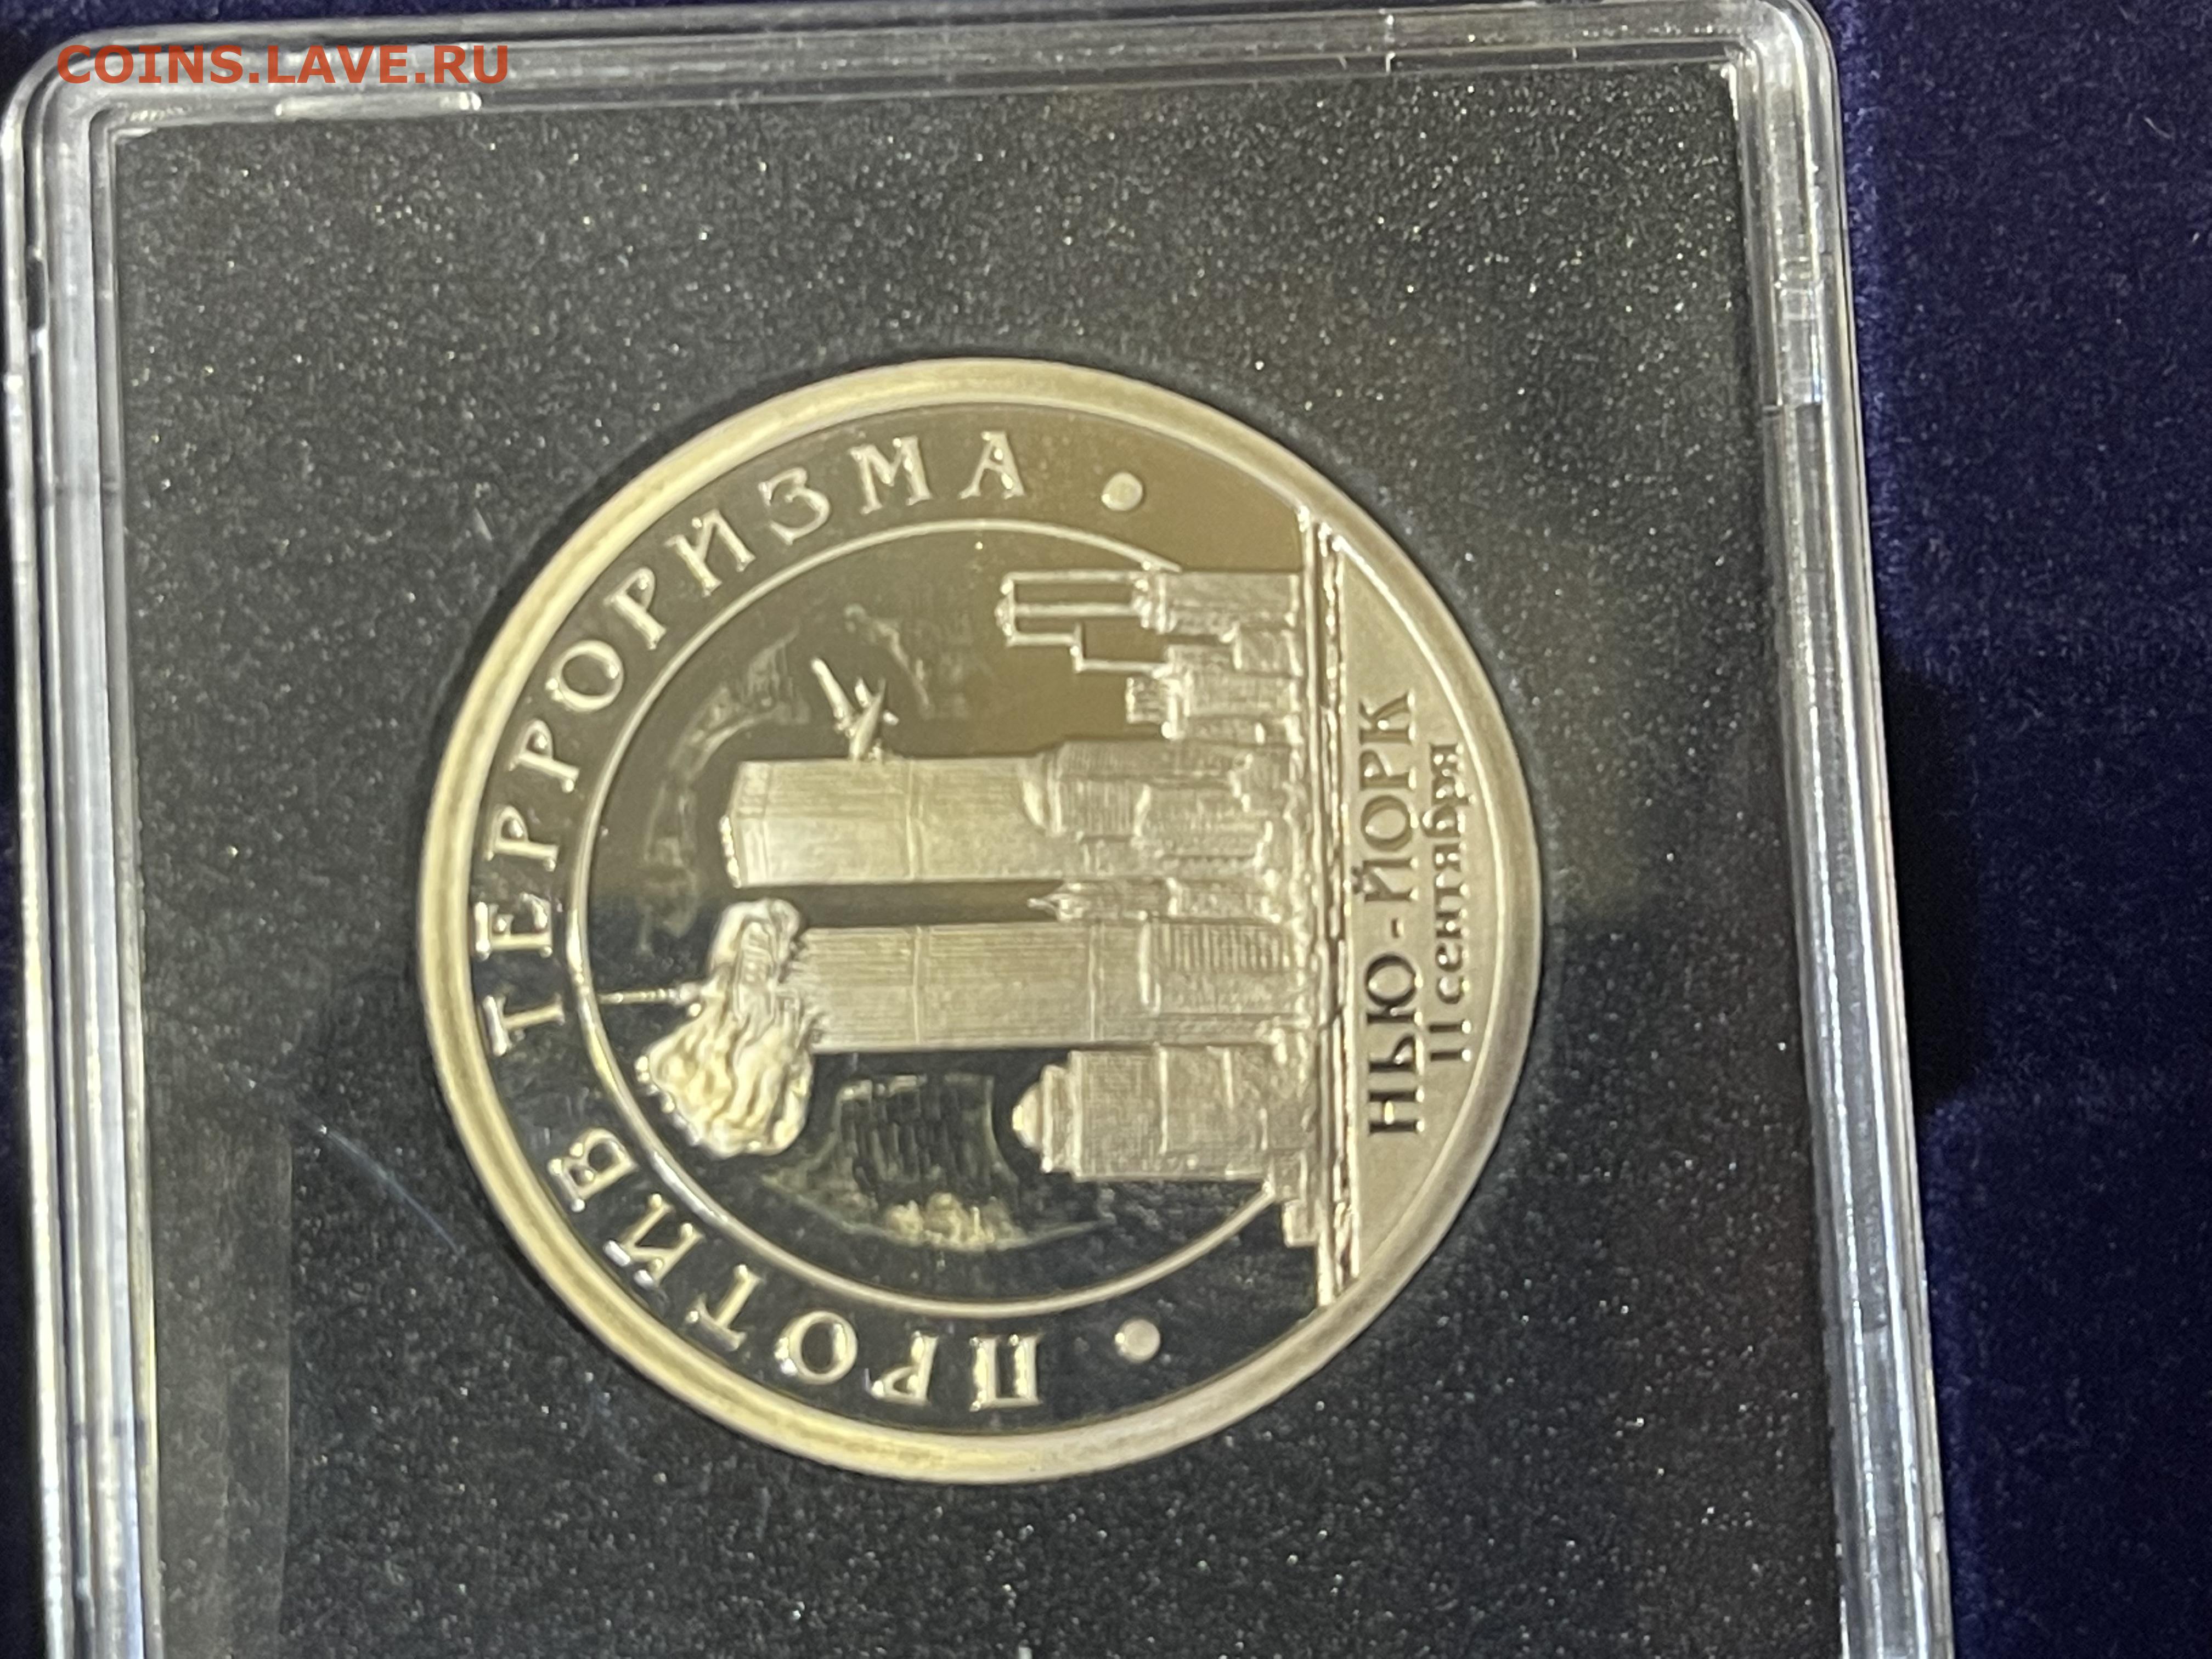 COINS.LAVE.RU
• ПРОТИВ ТЕРРОРИЗМА •
НЬЮ-ЙОРК
11 сентября